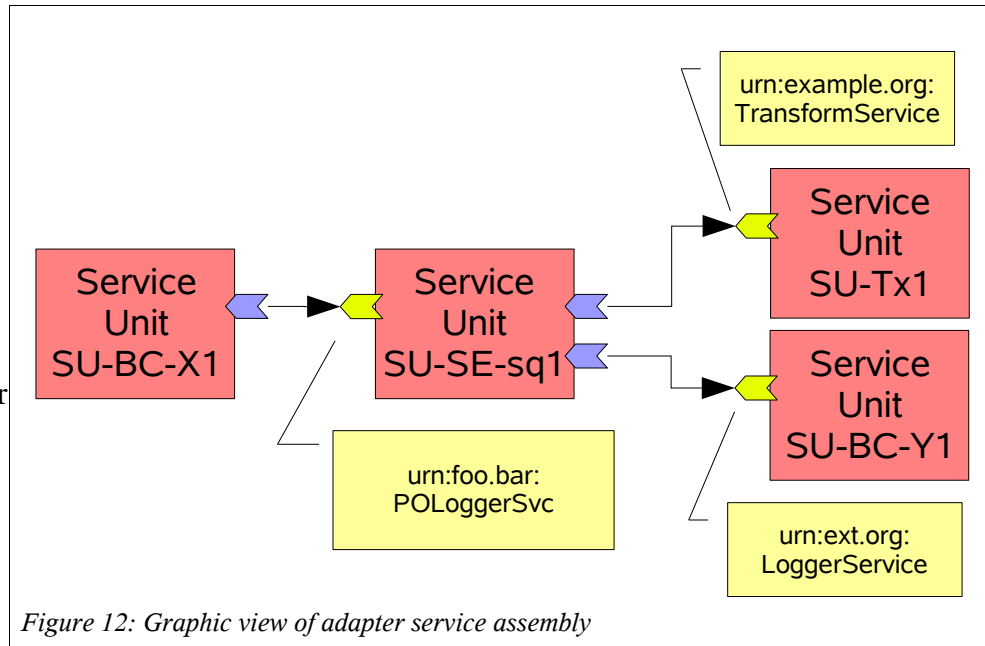 urn:example.org:
TransformService
Service
Unit
SU-Tx1
Service
Unit
SU-BC-X1
Service
Unit
SU-SE-sq1
r
Service
Unit
SU-BC-Y1
urn:foo.bar:
POLoggerSvc
urn:ext.org:
LoggerService
Figure 12: Graphic view of adapter service assembly